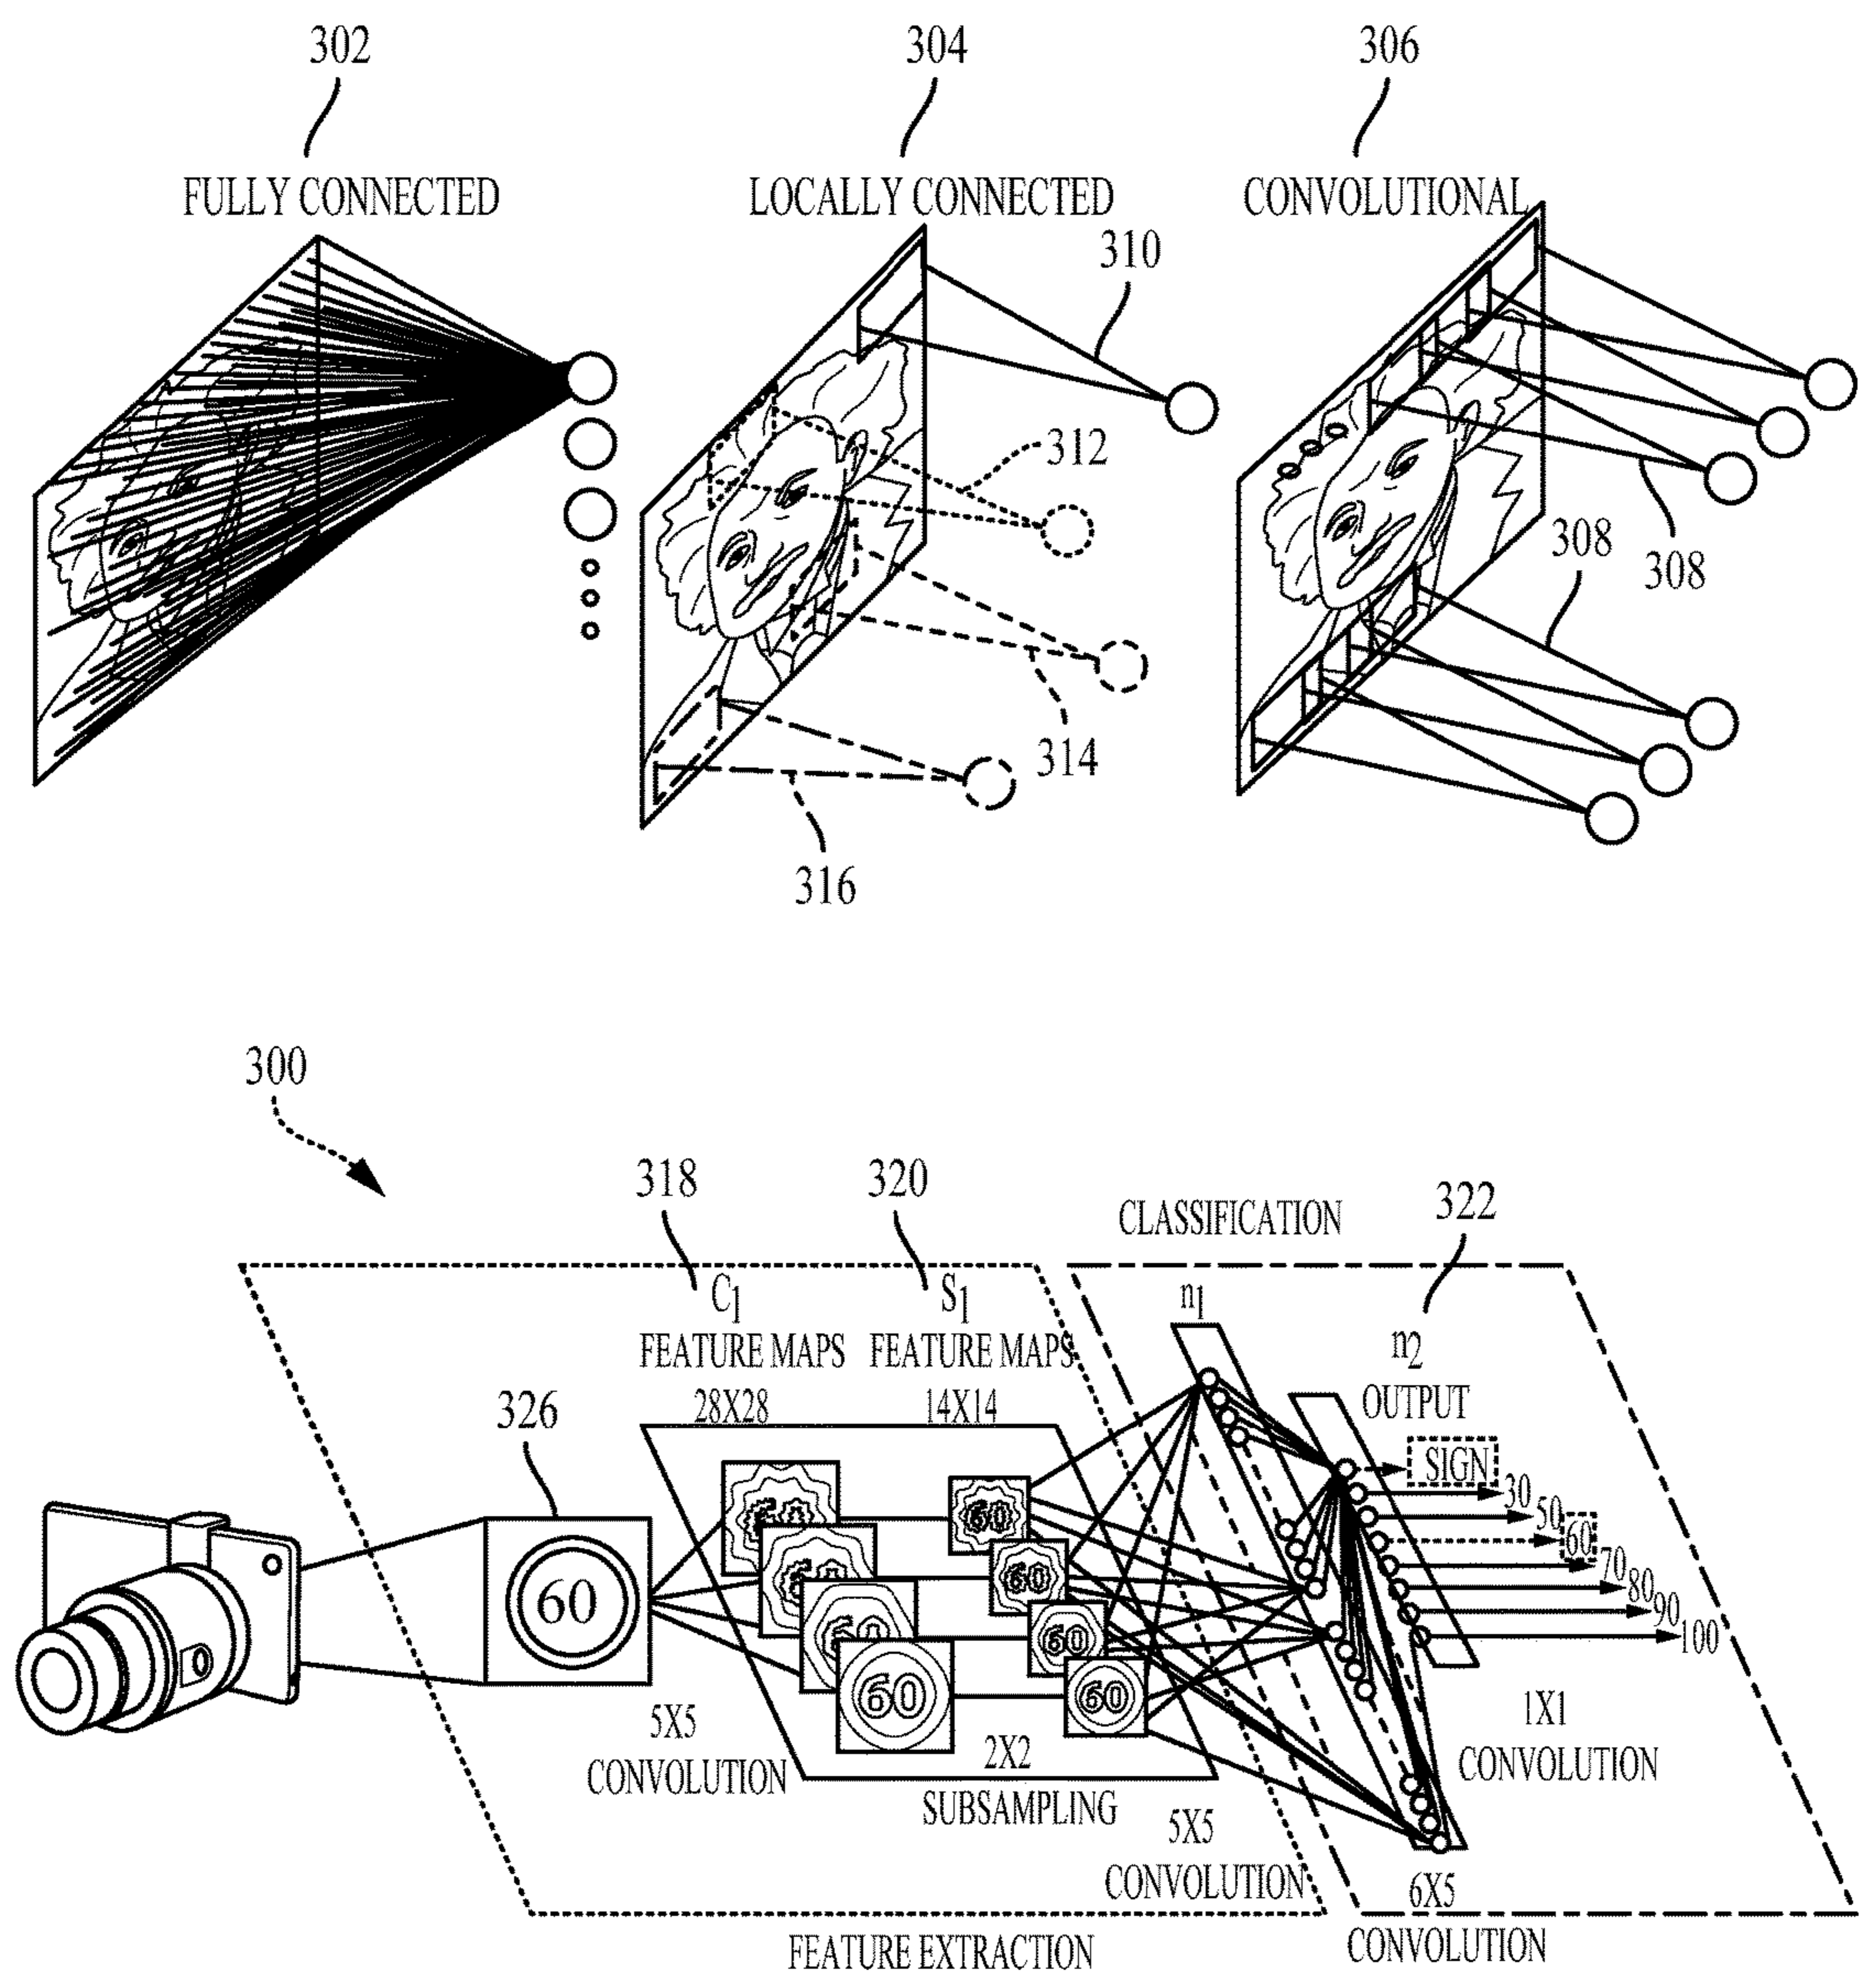 302
304
306
FULLY CONNECTED
LOCALLY CONNECTED
CONVOLUTIONAL
310
312
308
308
314
316
300
318
320
CLASSIFICATION
322
C1
S1
n1
FEATURE MAPS
FEATURE MAPS
n2
28X28
14X14
OUTPUT
326
SIGN
30
50
60
70
80
90
100
60
60
60
60
60
60
60
60
60
5X5
CONVOLUTION
2X2
SUBSAMPLING
5X5
CONVOLUTION
1X1
CONVOLUTION
6X5
CONVOLUTION
FEATURE EXTRACTION